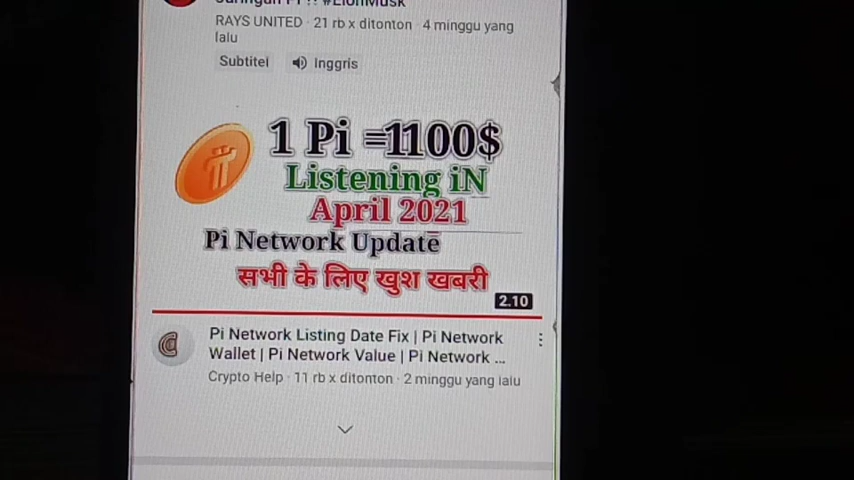 RAYS UNITED · 21 rb x ditonton · 4 minggu yang
lalu
Subtitel Inggris
1 Pi =1100$
Listening iN
April 2021
Pi Network Update
सभी के लिए खुश खबरी
2.10
Pi Network Listing Date Fix | Pi Network
Wallet | Pi Network Value | Pi Network ...
Crypto Help · 11 rb x ditonton · 2 minggu yang lalu